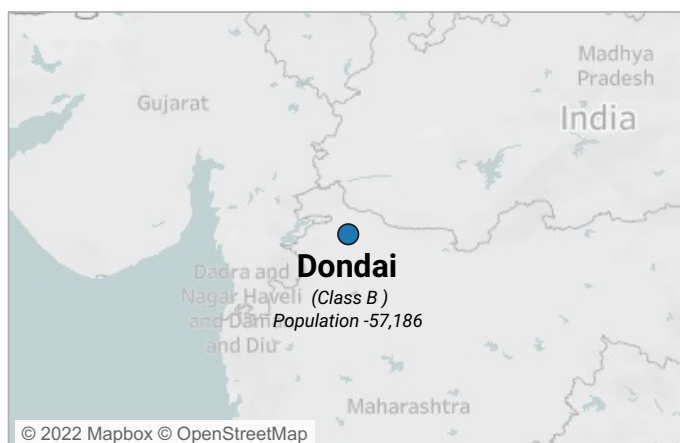 Madhya
Pradesh
Gujarat
India
Dondai
Dadra and
Nagar Haveli
(Class B )
and Daman
Population -57,186
and Diu
Maharashtra
© 2022 Mapbox © OpenStreetMap